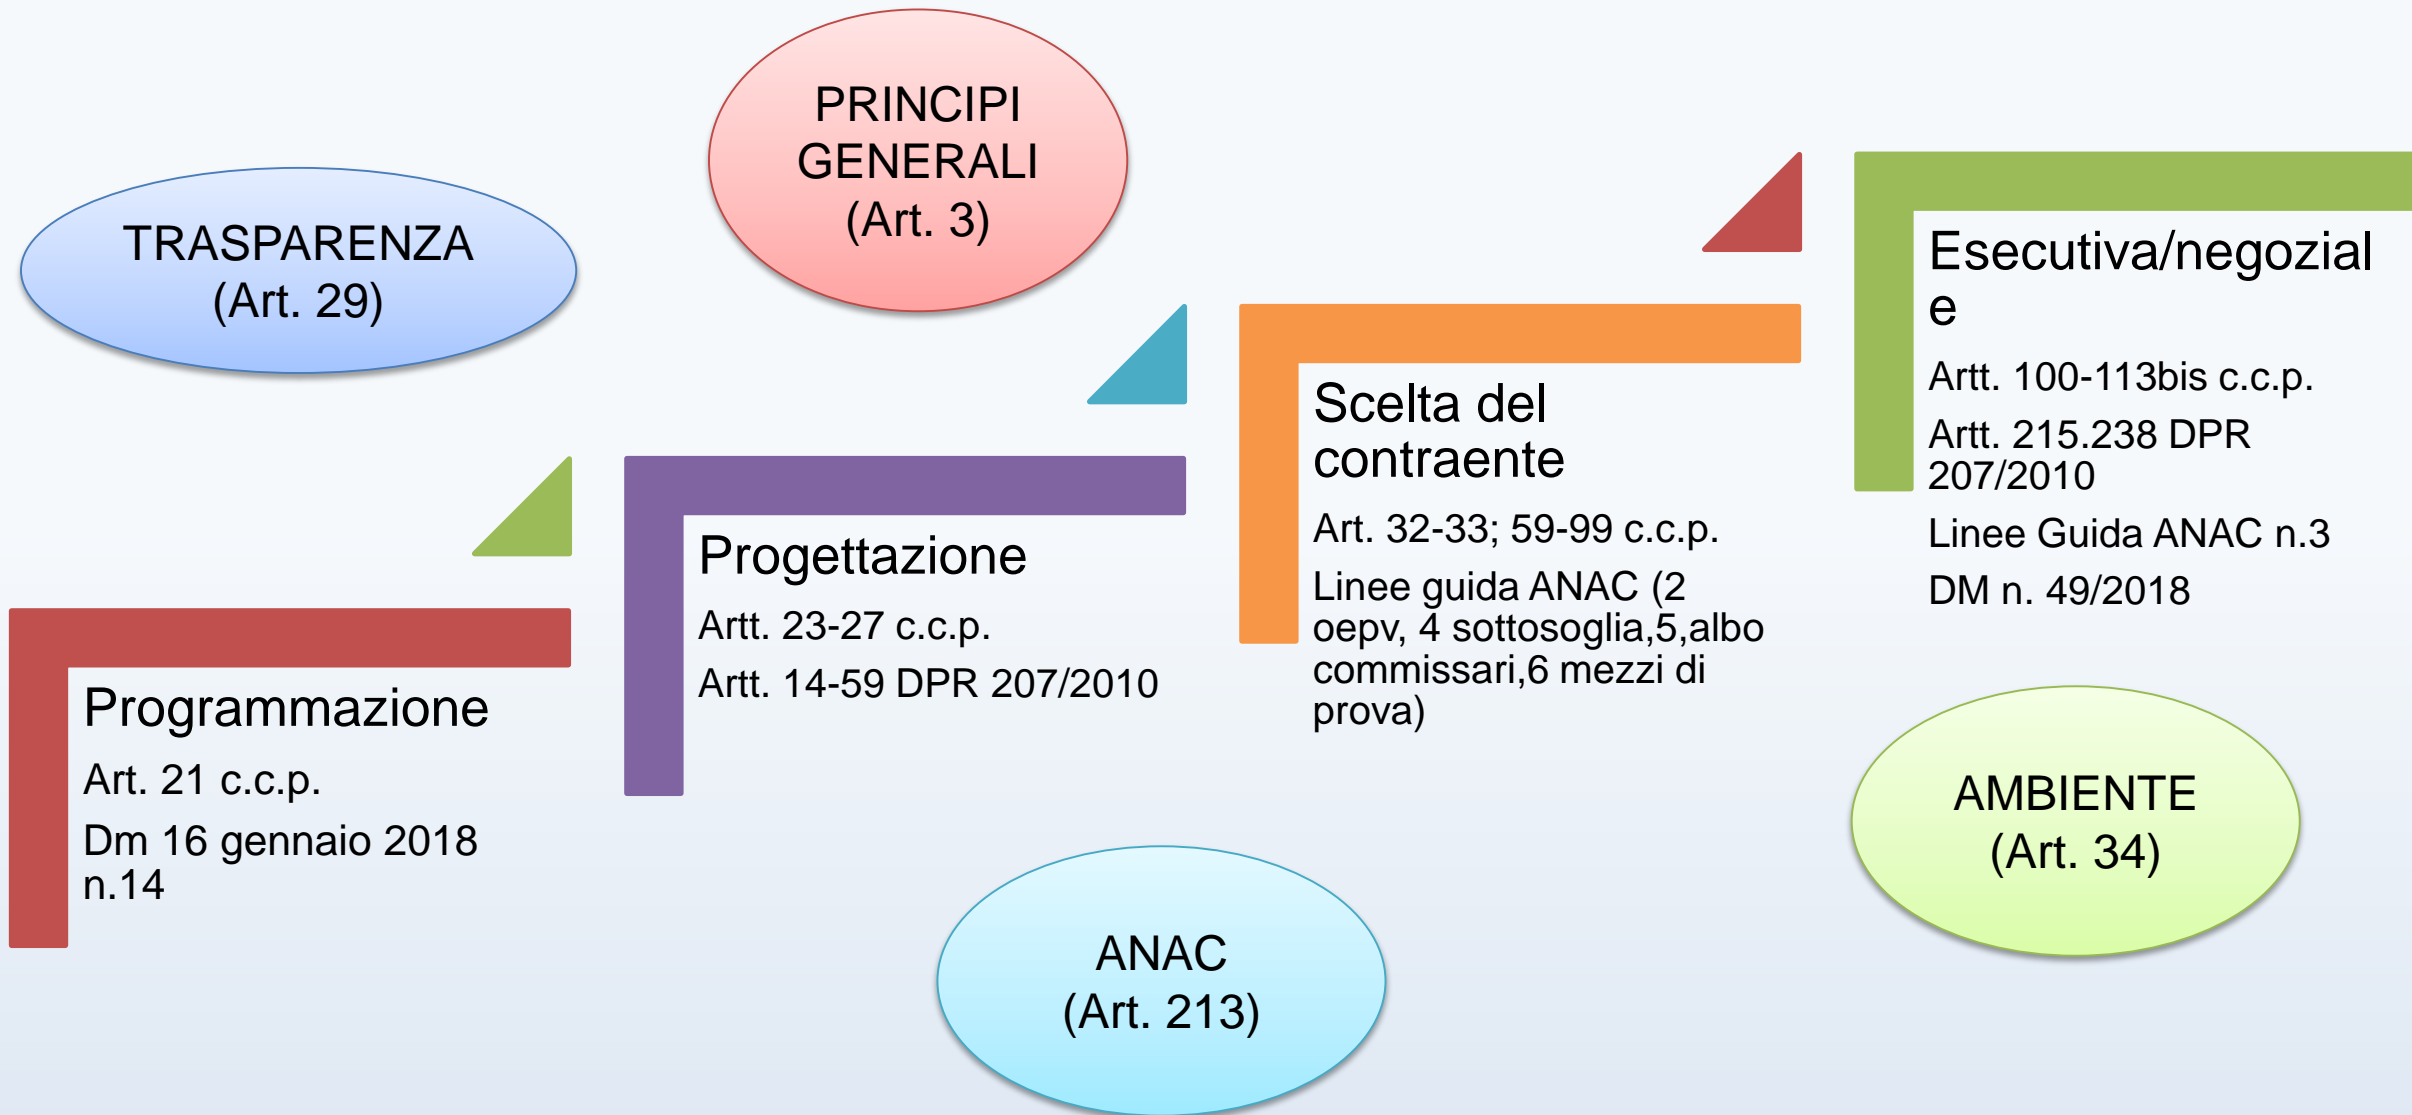 TRASPARENZA
(Art. 29)
PRINCIPI
GENERALI
(Art. 3)
Programmazione
Art. 21 c.c.p.
Dm 16 gennaio 2018
n.14
Progettazione
Artt. 23-27 c.c.p.
Artt. 14-59 DPR 207/2010
Scelta del
contraente
Art. 32-33; 59-99 c.c.p.
Linee guida ANAC (2
oepv, 4 sottosoglia,5,albo
commissari,6 mezzi di
prova)
Esecutiva/negozial
e
Artt. 100-113bis c.c.p.
Artt. 215.238 DPR
207/2010
Linee Guida ANAC n.3
DM n. 49/2018
AMBIENTE
(Art. 34)
ANAC
(Art. 213)